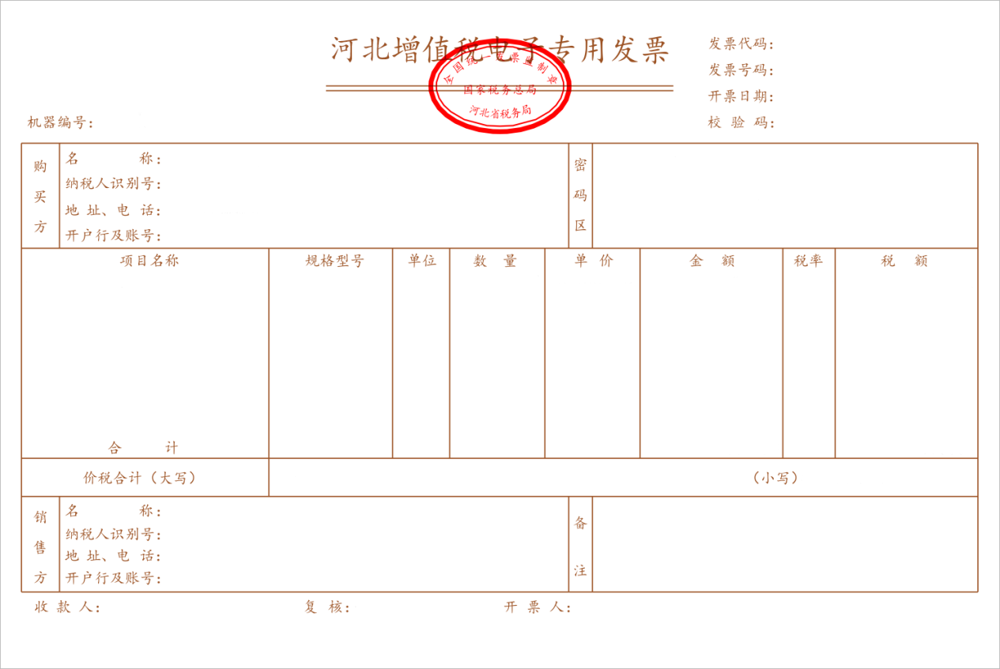 河北增值税电子专用发票
全国统一发票监制章
国家税务总局
河北省税务局
发票代码：
发票号码：
开票日期：
校 验 码：
机器编号：
购买方
名 称：
纳税人识别号：
地 址、电 话：
开户行及账号：
密码区
项目名称 规格型号 单位 数 量 单 价 金 额 税率 税 额
合 计
价税合计（大写） （小写）
销售方
名 称：
纳税人识别号：
地 址、电 话：
开户行及账号：
备注
收 款 人： 复 核： 开 票 人：